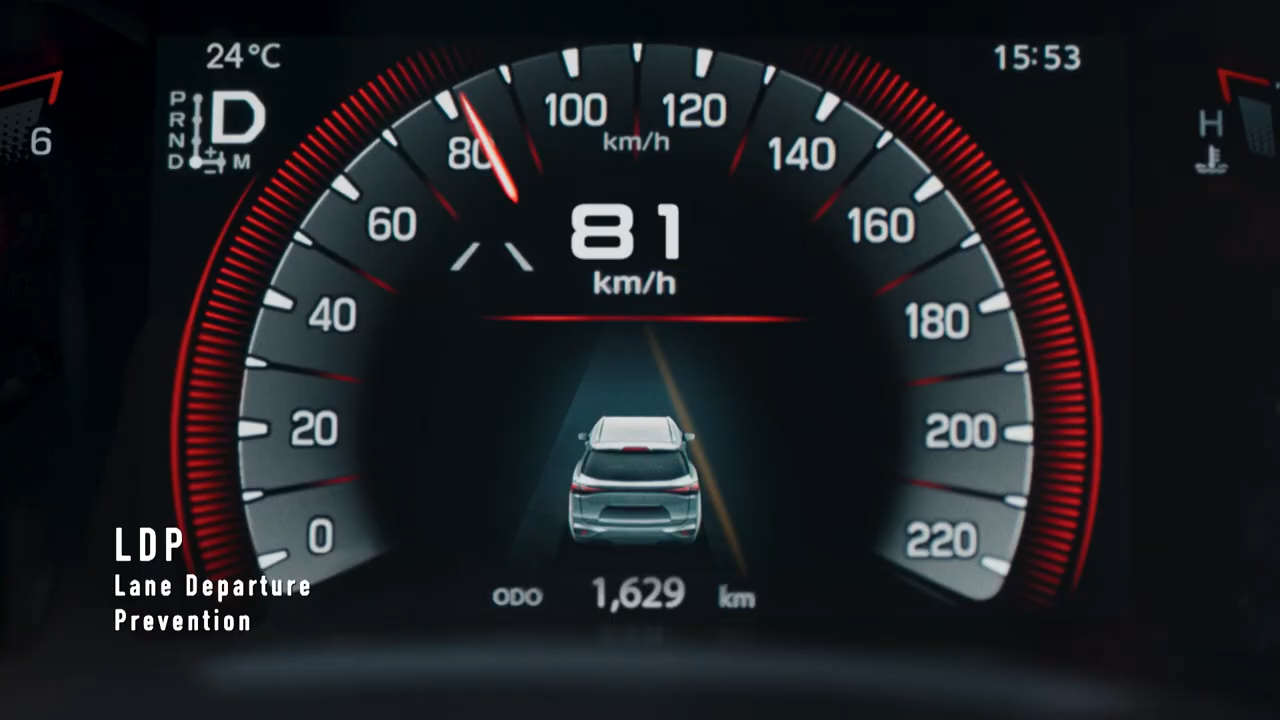 24°C
15:53
P
R
N
D
D
M
6
H
0
20
40
60
80
100
120
140
160
180
200
220
km/h
81
km/h
ODO 1,629 km
LDP
Lane Departure
Prevention